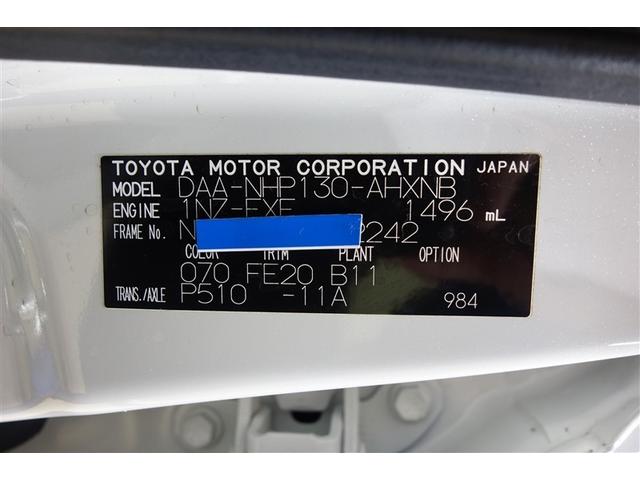 TOYOTA MOTOR CORPORATION JAPAN
MODEL DAA-NHP130-AHXNB
ENGINE 1NZ-FXE 1496 mL
FRAME No. N 2242
COLOR TRIM PLANT OPTION
070 FE20 B11
TRANS./AXLE P510 -11A 984